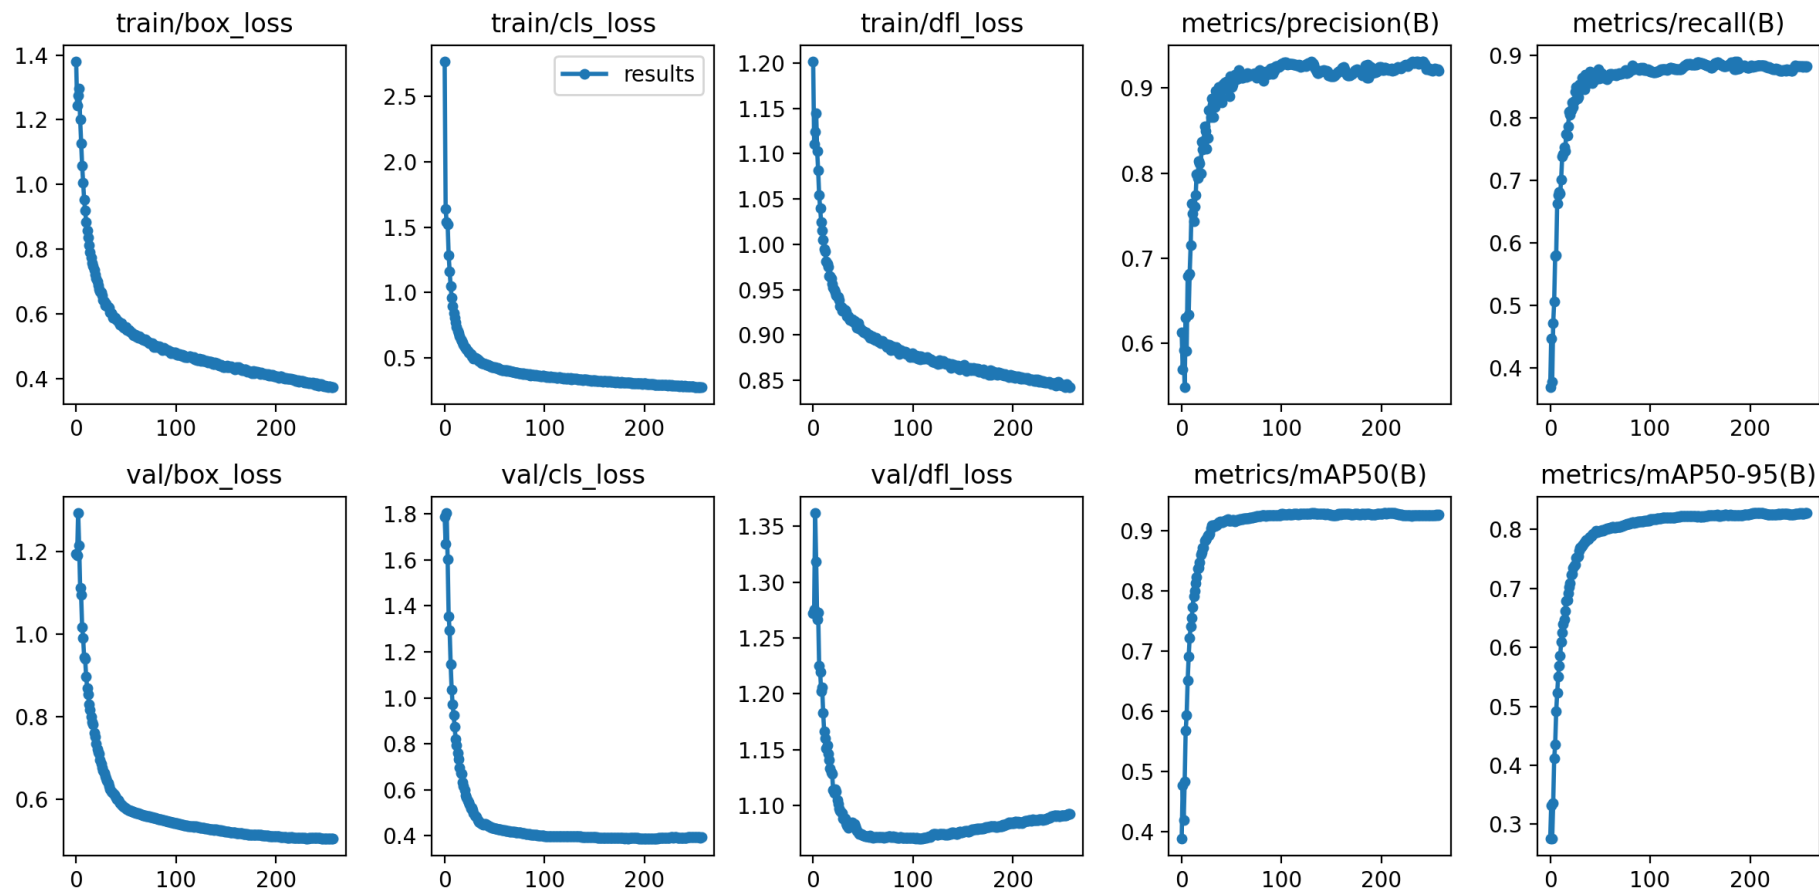 train/box_loss
1.4
1.2
1.0
0.8
0.6
0.4
0 100 200
train/cls_loss
results
2.5
2.0
1.5
1.0
0.5
0 100 200
train/dfl_loss
1.20
1.15
1.10
1.05
1.00
0.95
0.90
0.85
0 100 200
metrics/precision(B)
0.9
0.8
0.7
0.6
0 100 200
metrics/recall(B)
0.9
0.8
0.7
0.6
0.5
0.4
0 100 200
val/box_loss
1.2
1.0
0.8
0.6
0 100 200
val/cls_loss
1.8
1.6
1.4
1.2
1.0
0.8
0.6
0.4
0 100 200
val/dfl_loss
1.35
1.30
1.25
1.20
1.15
1.10
0 100 200
metrics/mAP50(B)
0.9
0.8
0.7
0.6
0.5
0.4
0 100 200
metrics/mAP50-95(B)
0.8
0.7
0.6
0.5
0.4
0.3
0 100 200